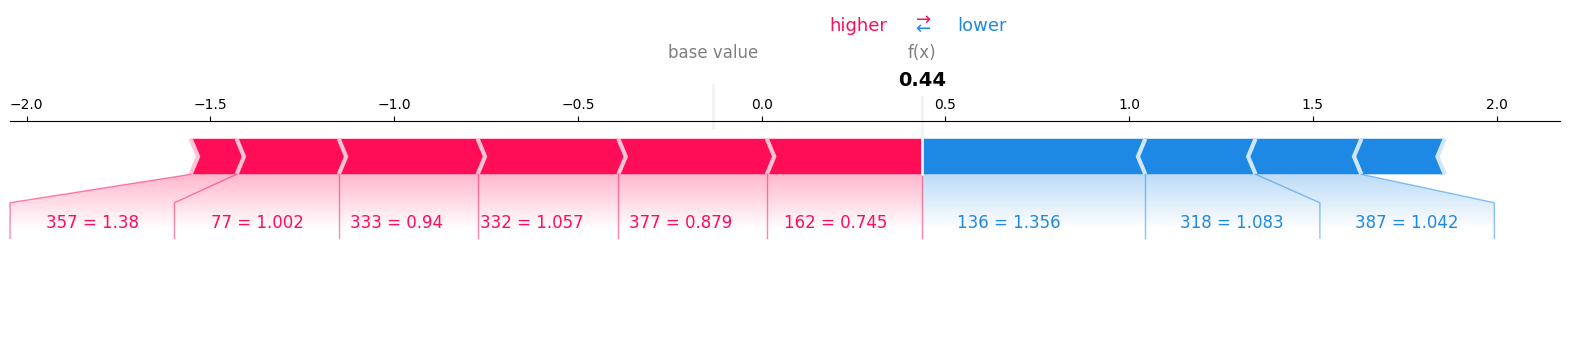 higher ⇄ lower
base value f(x)
0.44
−2.0 −1.5 −1.0 −0.5 0.0 0.5 1.0 1.5 2.0
357 = 1.38 77 = 1.002 333 = 0.94 332 = 1.057 377 = 0.879 162 = 0.745 136 = 1.356 318 = 1.083 387 = 1.042